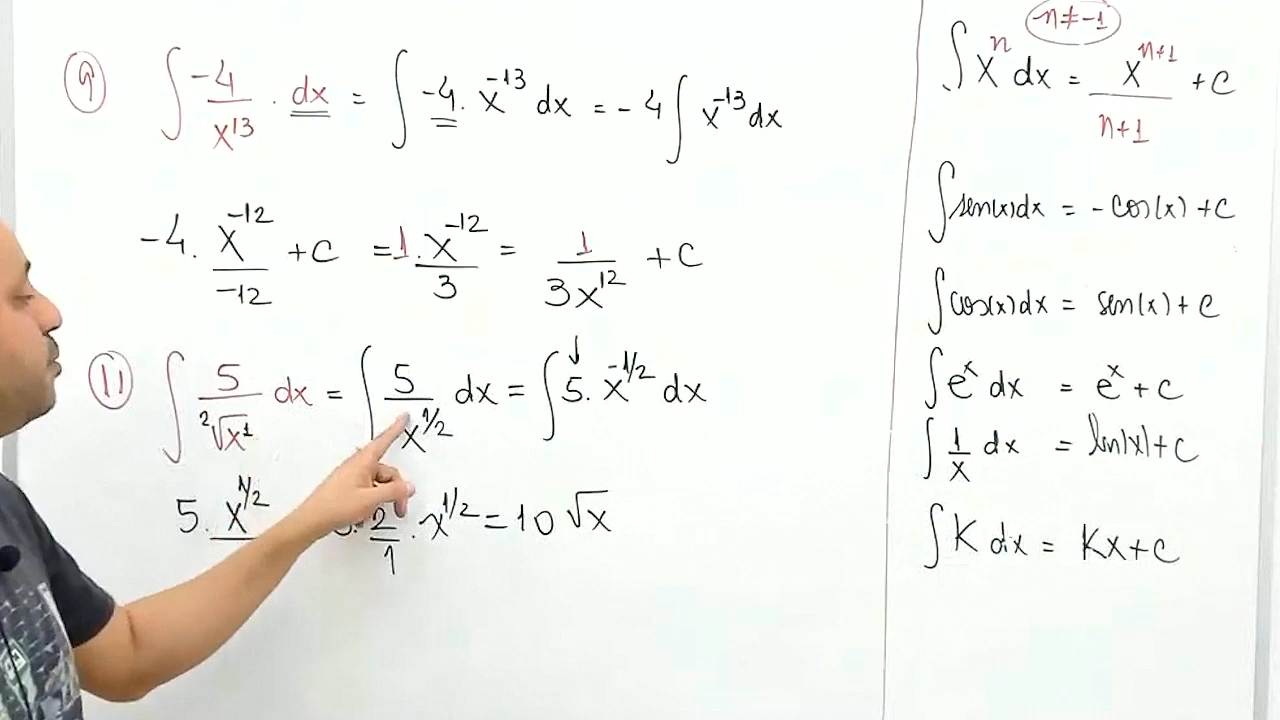 9) ∫ -4/x^13 · dx = ∫ -4 · x^-13 dx = -4 ∫ x^-13 dx
-4 · x^-12/-12 + C = 1 · x^-12/3 = 1/3x^12 + C
11) ∫ 5/²√x^1 dx = ∫ 5/x^1/2 dx = ∫ 5 · x^-1/2 dx
5 · x^1/2 2/1 · x^1/2 = 10√x
n ≠ -1
∫ x^n dx = x^n+1/n+1 + C
∫ sen(x)dx = -cos(x) + C
∫ cos(x)dx = sen(x) + C
∫ e^x dx = e^x + C
∫ 1/x dx = ln|x| + C
∫ K dx = Kx + C